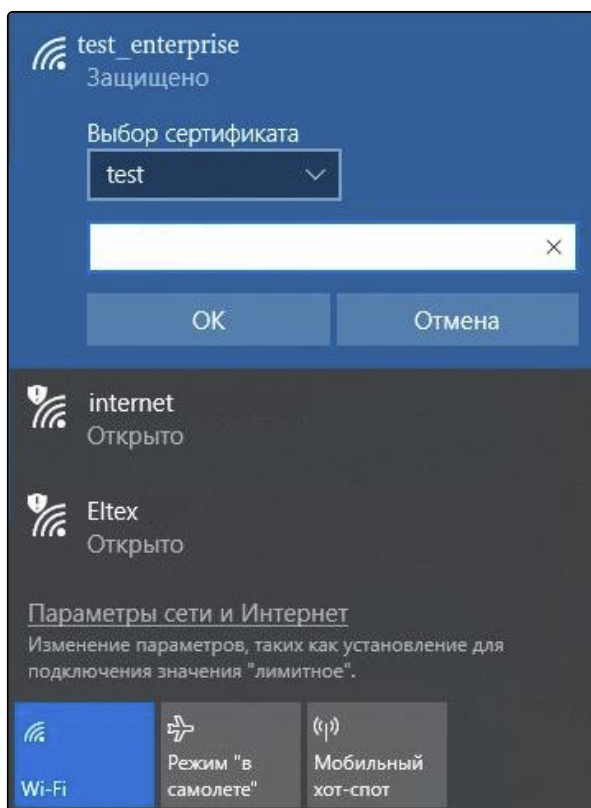 test_enterprise
Защищено
Выбор сертификата
test
ОК
Отмена
internet
Открыто
Eltex
Открыто
Параметры сети и Интернет
Изменение параметров, таких как установление для
подключения значения "лимитное".
Wi-Fi
Режим "в
самолете"
Мобильный
хот-спот